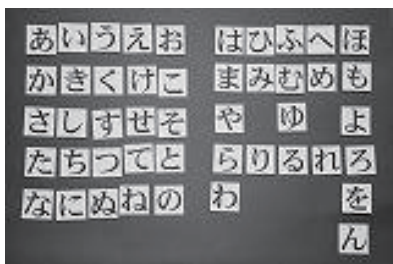 あいうえお
かきくけこ
さしすせそ
たちつてと
なにぬねの
はひふへほ
まみむめも
やゆよ
らりるれろ
わを
ん